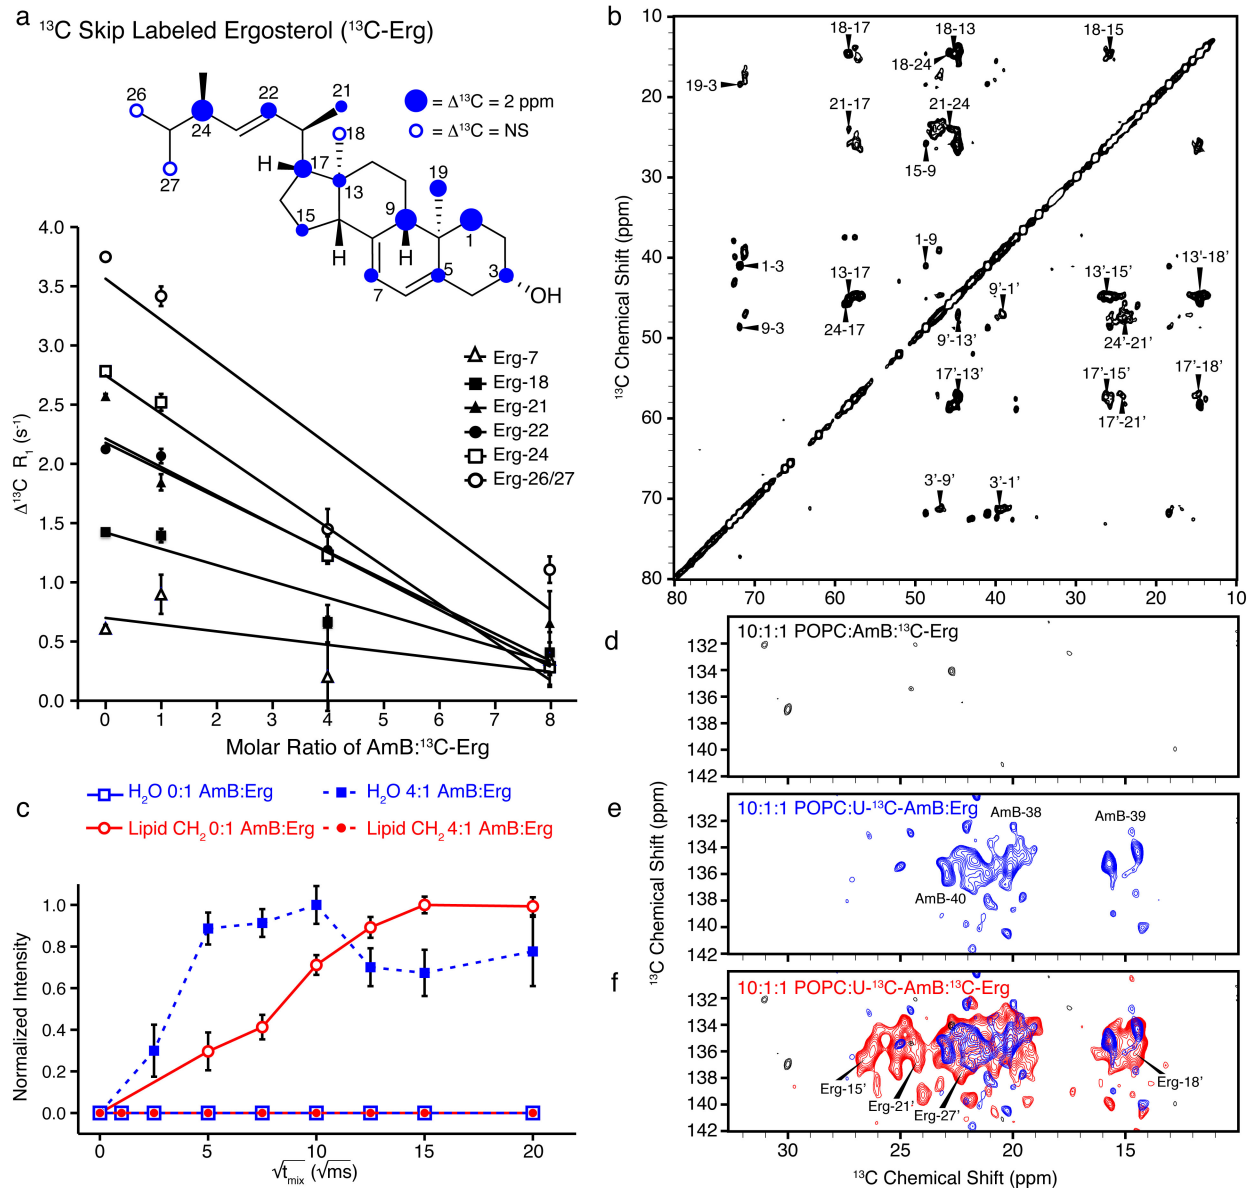 a
¹³C Skip Labeled Ergosterol (¹³C-Erg)
26
24
22
21
= Δ¹³C = 2 ppm
18
= Δ¹³C = NS
27
H
17
13
19
15
9
1
H
H
7
5
3
OH
Δ¹³C R₁ (s⁻¹)
4.0
3.5
3.0
2.5
2.0
1.5
1.0
0.5
0.0
Erg-7
Erg-18
Erg-21
Erg-22
Erg-24
Erg-26/27
0 1 2 3 4 5 6 7 8
Molar Ratio of AmB:¹³C-Erg
b
¹³C Chemical Shift (ppm)
10
20
30
40
50
60
70
80
18-17
18-13
18-15
18-24
19-3
21-17
21-24
15-9
1-9
1-3
13-17
9'-1'
13'-15'
13'-18'
9-3
24-17
9'-13'
24'-21'
17'-13'
17'-15'
17'-18'
17'-21'
3'-9'
3'-1'
80 70 60 50 40 30 20 10
c
H₂O 0:1 AmB:Erg
H₂O 4:1 AmB:Erg
Lipid CH₂ 0:1 AmB:Erg
Lipid CH₂ 4:1 AmB:Erg
Normalized Intensity
1.0
0.8
0.6
0.4
0.2
0.0
0 5 10 15 20
√t_mix (√ms)
d
10:1:1 POPC:AmB:¹³C-Erg
132
134
136
138
140
142
¹³C Chemical Shift (ppm)
e
10:1:1 POPC:U-¹³C-AmB:Erg
AmB-38
AmB-39
AmB-40
132
134
136
138
140
142
f
10:1:1 POPC:U-¹³C-AmB:¹³C-Erg
132
134
136
138
140
142
Erg-15'
Erg-21'
Erg-27'
Erg-18'
30 25 20 15
¹³C Chemical Shift (ppm)